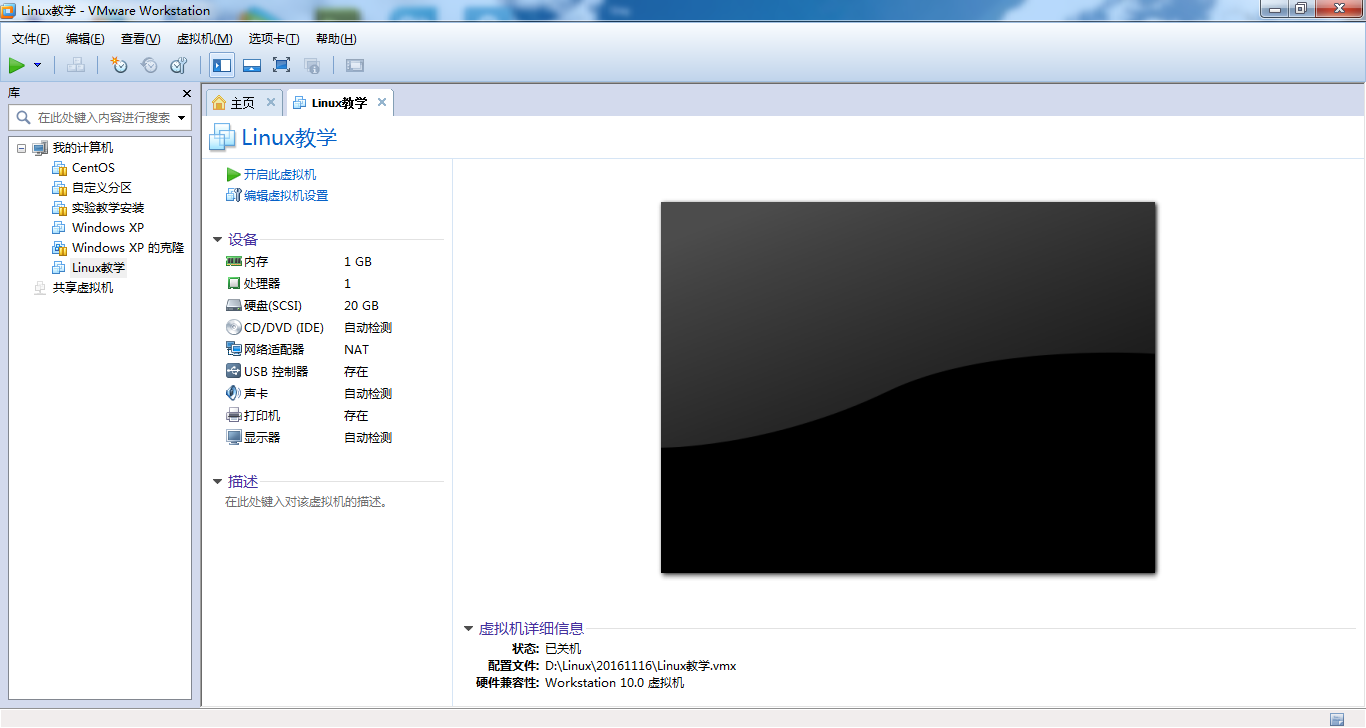 Linux教学 - VMware Workstation
文件(F) 编辑(E) 查看(V) 虚拟机(M) 选项卡(T) 帮助(H)
库
在此处键入内容进行搜索
我的计算机
CentOS
自定义分区
实验教学安装
Windows XP
Windows XP 的克隆
Linux教学
共享虚拟机
主页 Linux教学
Linux教学
开启此虚拟机
编辑虚拟机设置
设备
内存 1 GB
处理器 1
硬盘(SCSI) 20 GB
CD/DVD (IDE) 自动检测
网络适配器 NAT
USB 控制器 存在
声卡 自动检测
打印机 存在
显示器 自动检测
描述
在此处键入对该虚拟机的描述。
虚拟机详细信息
状态: 已关机
配置文件: D:\Linux\20161116\Linux教学.vmx
硬件兼容性: Workstation 10.0 虚拟机